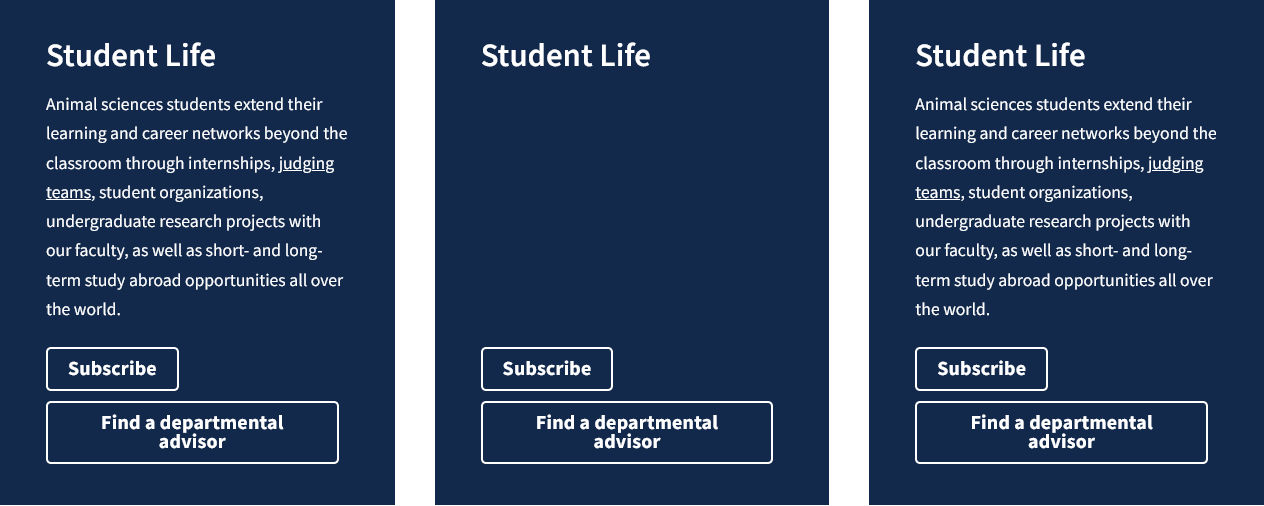 Student Life
Animal sciences students extend their
learning and career networks beyond the
classroom through internships, judging
teams, student organizations,
undergraduate research projects with
our faculty, as well as short- and long-
term study abroad opportunities all over
the world.
Subscribe
Find a departmental
advisor
Student Life
Subscribe
Find a departmental
advisor
Student Life
Animal sciences students extend their
learning and career networks beyond the
classroom through internships, judging
teams, student organizations,
undergraduate research projects with
our faculty, as well as short- and long-
term study abroad opportunities all over
the world.
Subscribe
Find a departmental
advisor